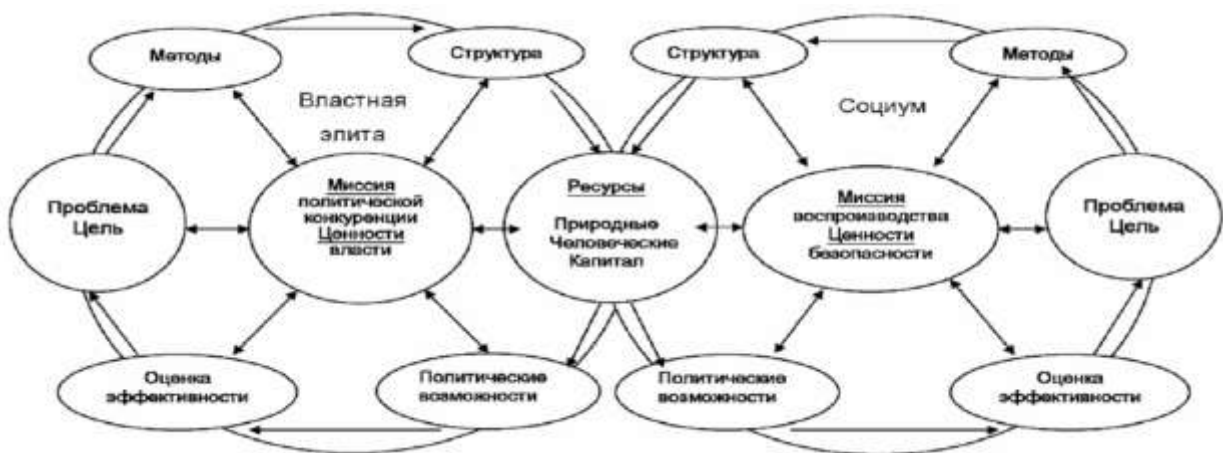 Методы
Структура
Структура
Методы
Властная
элита
Социум
Проблема
Цель
Миссия
политической
конкуренции
Ценности
власти
Ресурсы
Природные
Человеческие
Капитал
Миссия
воспроизводства
Ценности
безопасности
Проблема
Цель
Оценка
эффективности
Политические
возможности
Политические
возможности
Оценка
эффективности